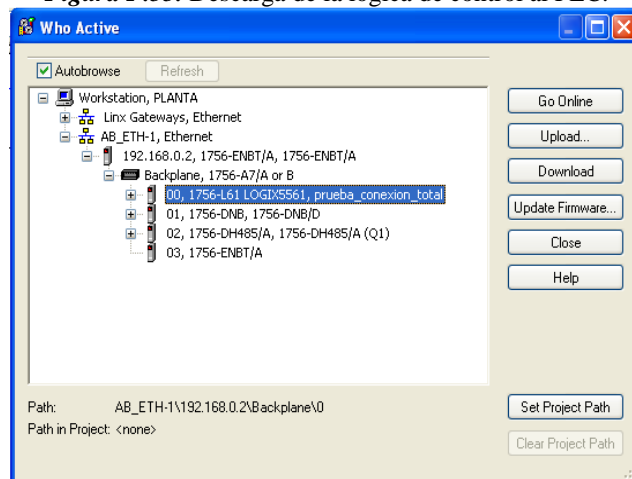 Who Active
Autobrowse
Refresh
Workstation, PLANTA
Linx Gateways, Ethernet
AB_ETH-1, Ethernet
192.168.0.2, 1756-ENBT/A, 1756-ENBT/A
Backplane, 1756-A7/A or B
00, 1756-L61 LOGIX5561, prueba_conexion_total
01, 1756-DNB, 1756-DNB/D
02, 1756-DH485/A, 1756-DH485/A (Q1)
03, 1756-ENBT/A
Go Online
Upload...
Download
Update Firmware...
Close
Help
Path: AB_ETH-1\192.168.0.2\Backplane\0
Path in Project: <none>
Set Project Path
Clear Project Path